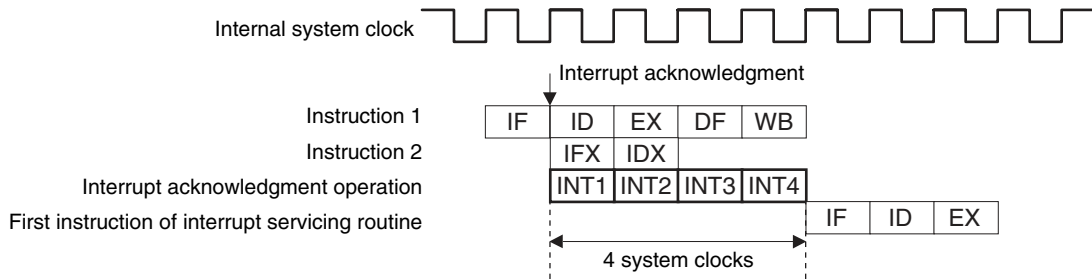 Internal system clock
Interrupt acknowledgment
Instruction 1 IF ID EX DF WB
Instruction 2 IFX IDX
Interrupt acknowledgment operation INT1 INT2 INT3 INT4
First instruction of interrupt servicing routine IF ID EX
4 system clocks